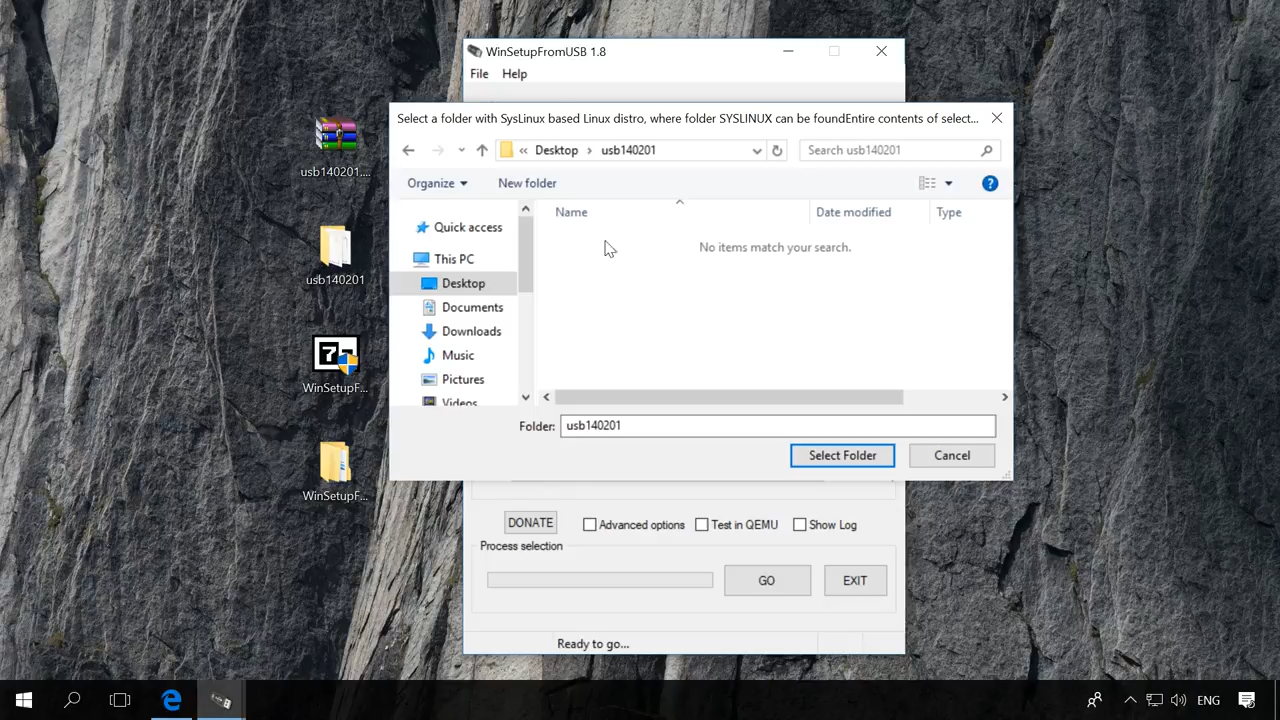 WinSetupFromUSB 1.8
File Help
Select a folder with SysLinux based Linux distro, where folder SYSLINUX can be foundEntire contents of select...
« Desktop › usb140201
Search usb140201
Organize New folder
Name Date modified Type
No items match your search.
Quick access
This PC
Desktop
Documents
Downloads
Music
Pictures
Videos
Folder: usb140201
Select Folder Cancel
usb140201....
usb140201
WinSetupF...
WinSetupF...
DONATE Advanced options Test in QEMU Show Log
Process selection
GO EXIT
Ready to go...
ENG